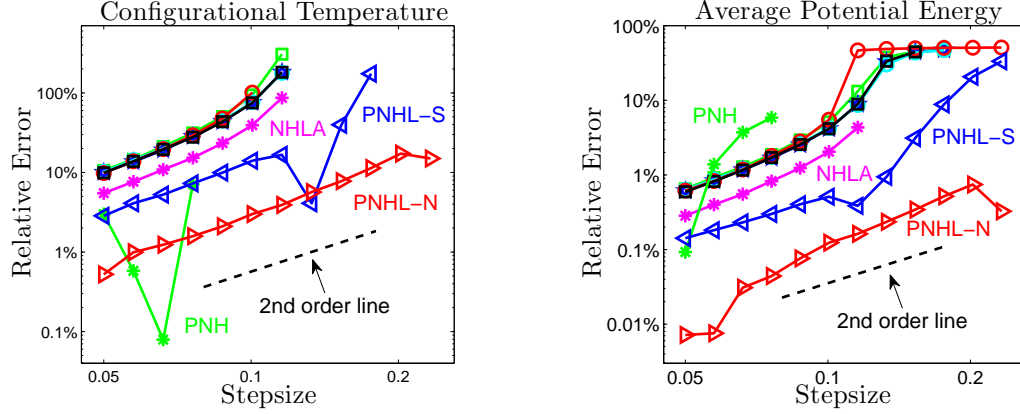 Configurational Temperature
Relative Error
100%
10%
1%
0.1%
0.05
0.1
0.2
Stepsize
PNHL-S
NHLA
PNHL-N
PNH
2nd order line
Average Potential Energy
Relative Error
100%
10%
1%
0.1%
0.01%
0.05
0.1
0.2
Stepsize
PNH
PNHL-S
NHLA
PNHL-N
2nd order line